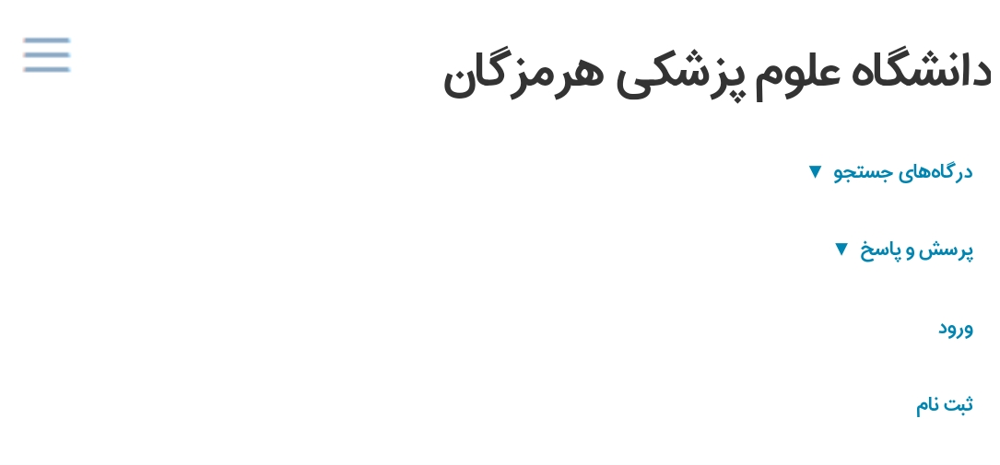 دانشگاه علوم پزشکی هرمزگان
درگاه‌های جستجو ▼
پرسش و پاسخ ▼
ورود
ثبت نام